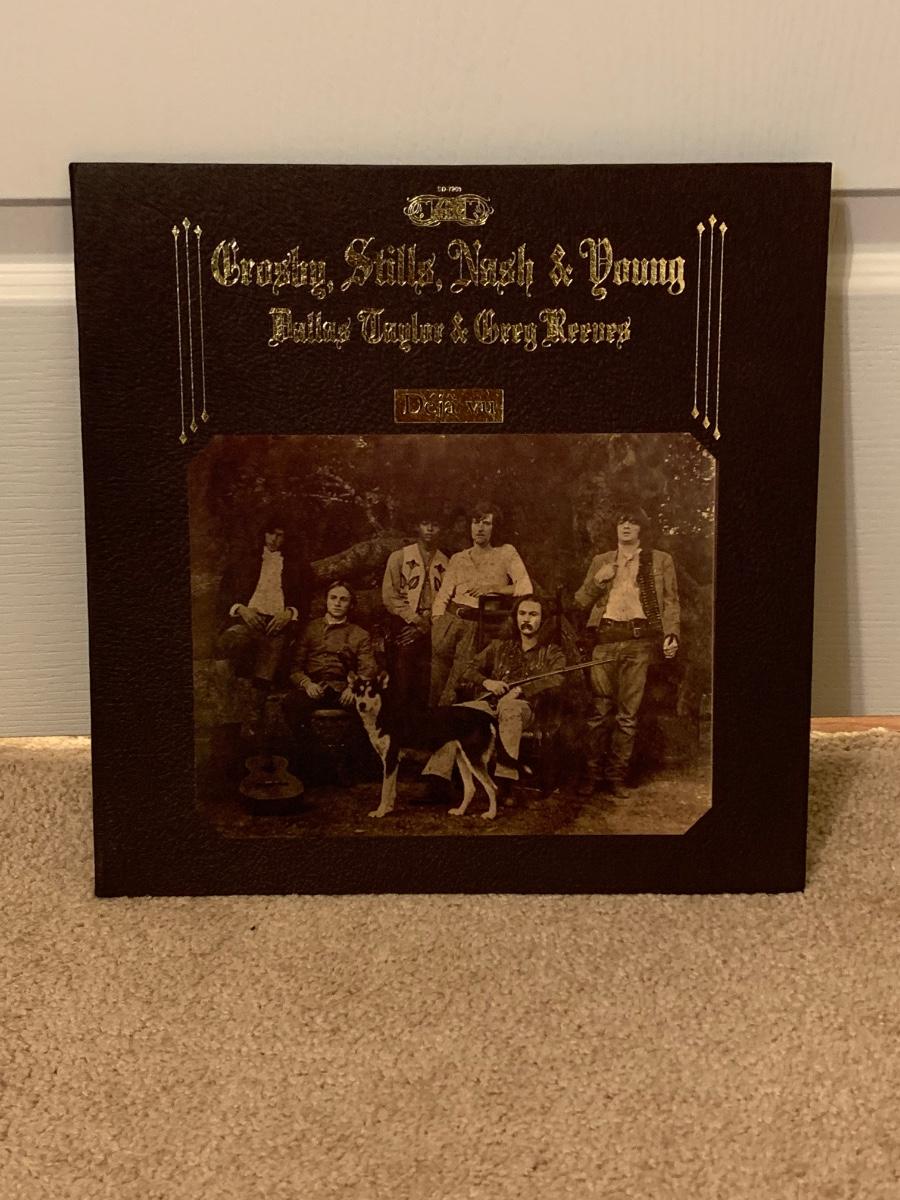 SD-7200
Crosby, Stills, Nash & Young
Dallas Taylor & Greg Reeves
Déjà vu